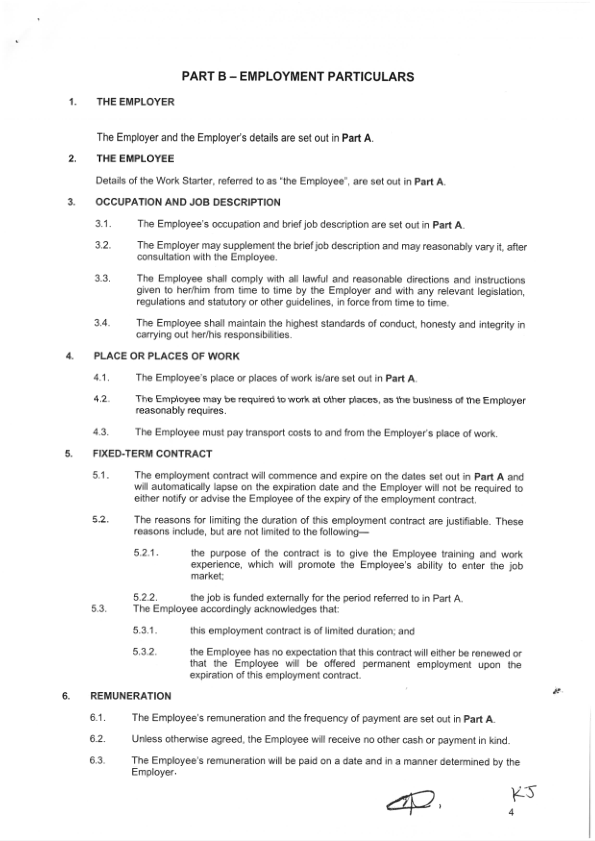 PART B – EMPLOYMENT PARTICULARS
1. THE EMPLOYER
The Employer and the Employer's details are set out in Part A.
2. THE EMPLOYEE
Details of the Work Starter, referred to as "the Employee", are set out in Part A.
3. OCCUPATION AND JOB DESCRIPTION
3.1. The Employee's occupation and brief job description are set out in Part A.
3.2. The Employer may supplement the brief job description and may reasonably vary it, after
consultation with the Employee.
3.3. The Employee shall comply with all lawful and reasonable directions and instructions
given to her/him from time to time by the Employer and with any relevant legislation,
regulations and statutory or other guidelines, in force from time to time.
3.4. The Employee shall maintain the highest standards of conduct, honesty and integrity in
carrying out her/his responsibilities.
4. PLACE OR PLACES OF WORK
4.1. The Employee's place or places of work is/are set out in Part A.
4.2. The Employee may be required to work at other places, as the business of the Employer
reasonably requires.
4.3. The Employee must pay transport costs to and from the Employer's place of work.
5. FIXED-TERM CONTRACT
5.1. The employment contract will commence and expire on the dates set out in Part A and
will automatically lapse on the expiration date and the Employer will not be required to
either notify or advise the Employee of the expiry of the employment contract.
5.2. The reasons for limiting the duration of this employment contract are justifiable. These
reasons include, but are not limited to the following—
5.2.1. the purpose of the contract is to give the Employee training and work
experience, which will promote the Employee's ability to enter the job
market;
5.2.2. the job is funded externally for the period referred to in Part A.
5.3. The Employee accordingly acknowledges that:
5.3.1. this employment contract is of limited duration; and
5.3.2. the Employee has no expectation that this contract will either be renewed or
that the Employee will be offered permanent employment upon the
expiration of this employment contract.
6. REMUNERATION
6.1. The Employee's remuneration and the frequency of payment are set out in Part A.
6.2. Unless otherwise agreed, the Employee will receive no other cash or payment in kind.
6.3. The Employee's remuneration will be paid on a date and in a manner determined by the
Employer.
KJ
4